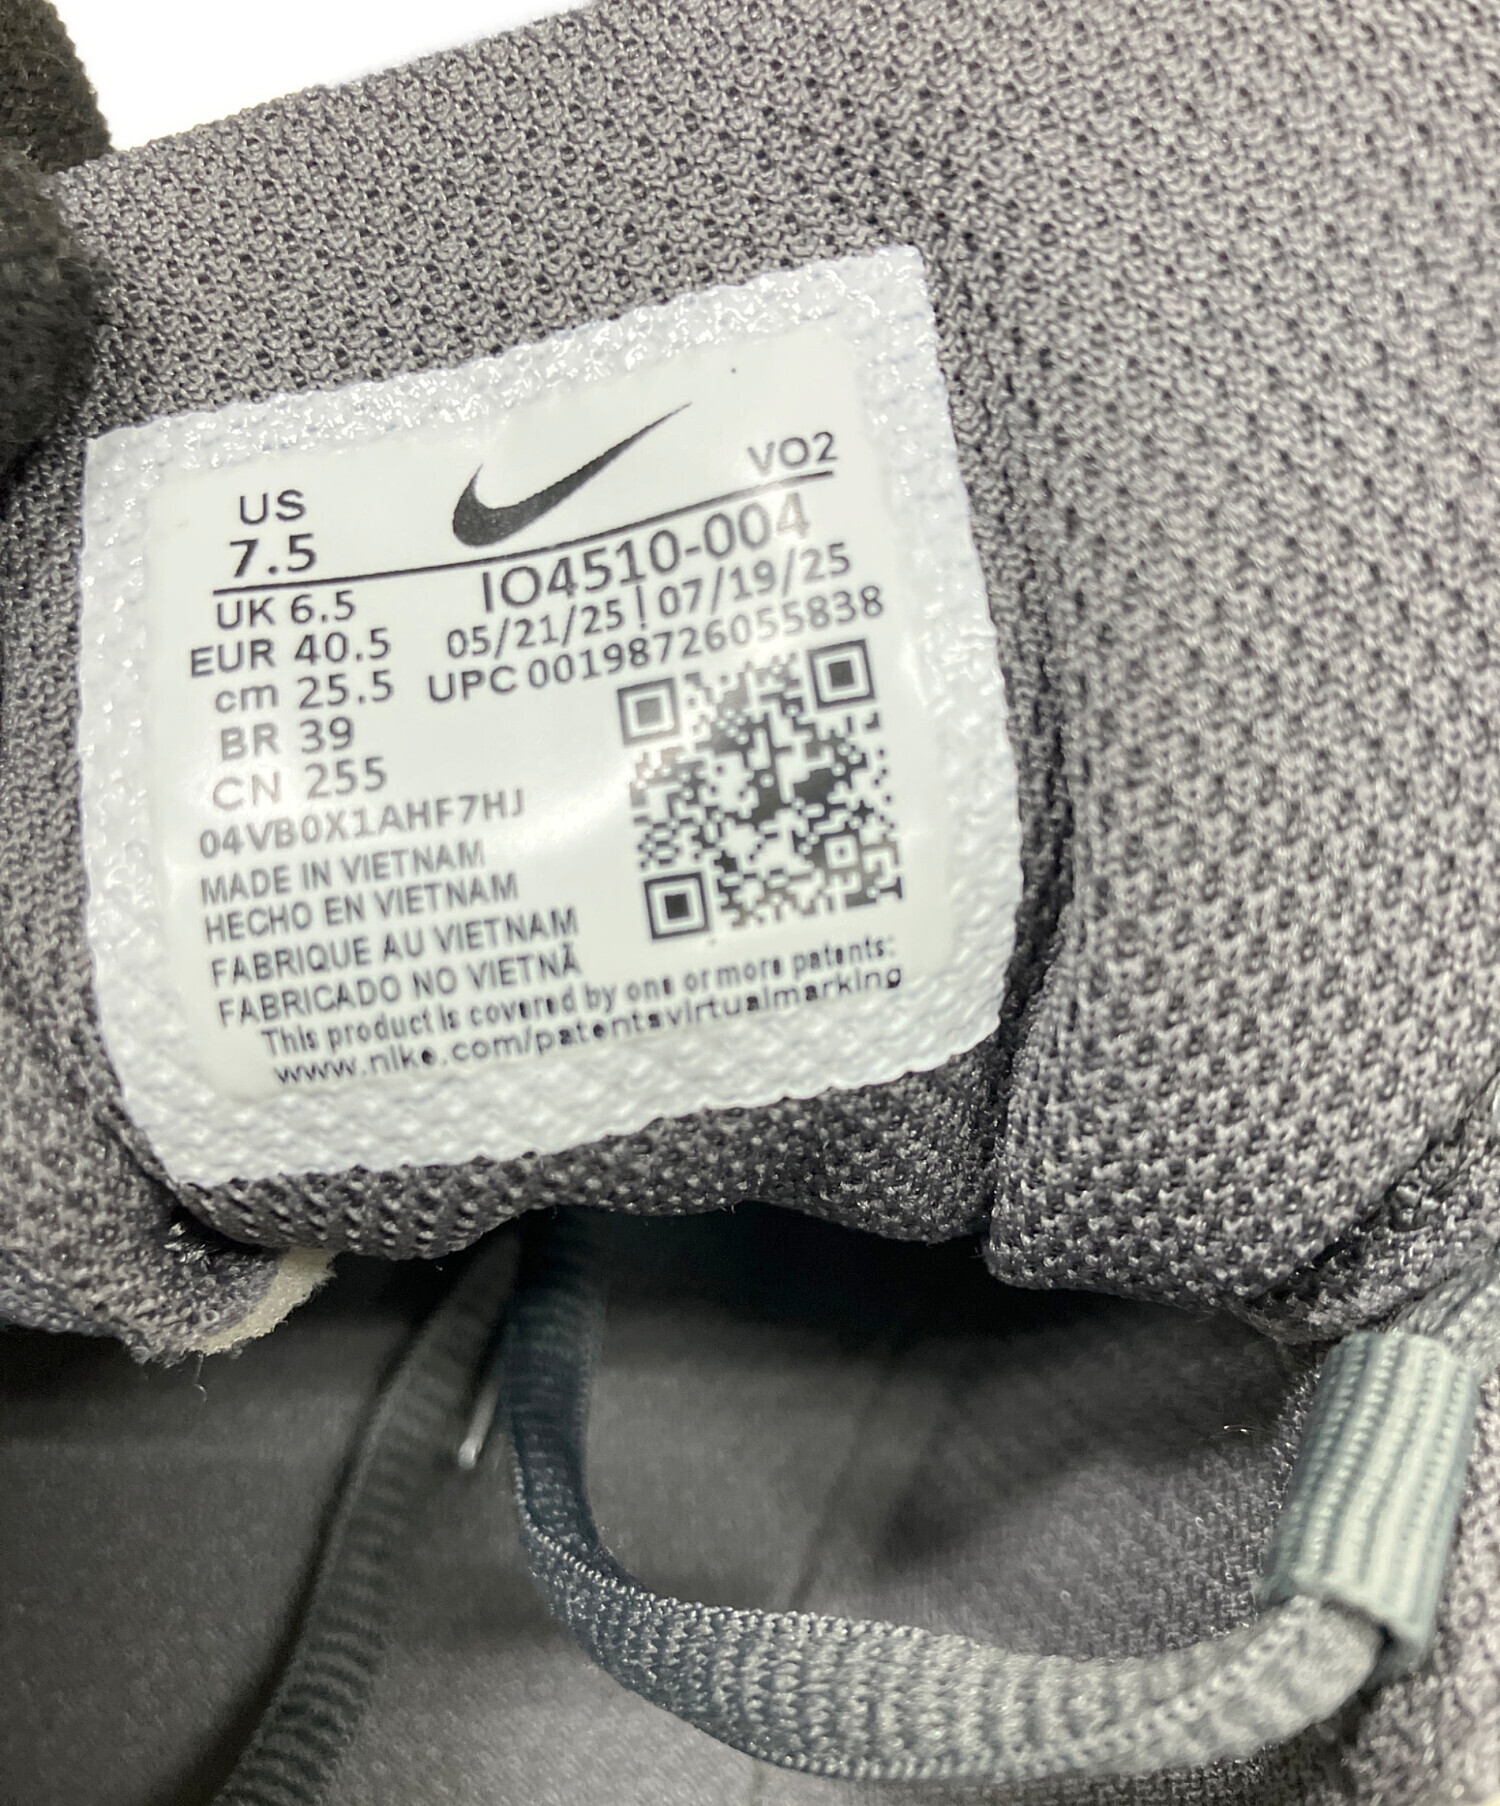 VO2
US
7.5
IO4510-004
UK 6.5
05/21/25|07/19/25
EUR 40.5
UPC 00198726055838
cm 25.5
BR 39
CN 255
04VB0X1AHF7HJ
MADE IN VIETNAM
HECHO EN VIETNAM
FABRIQUE AU VIETNAM
FABRICADO NO VIETNÃ
This product is covered by one or more patents:
www.nike.com/patentsvirtualmarking